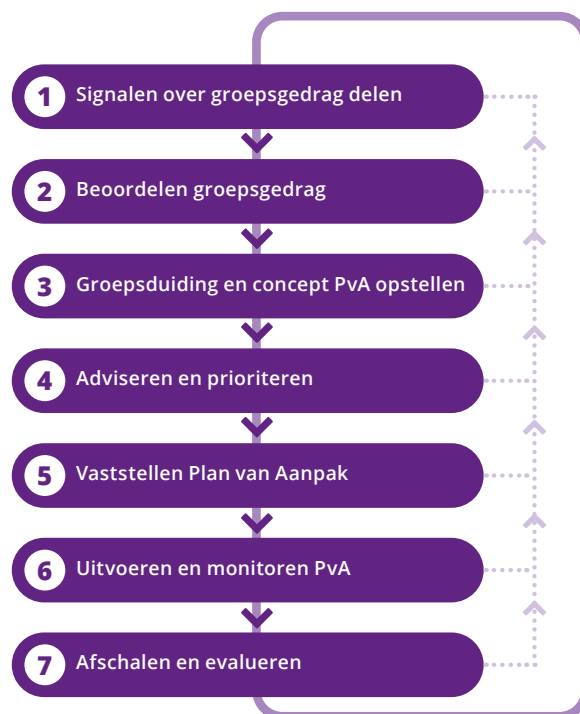 1 Signalen over groepsgedrag delen
2 Beoordelen groepsgedrag
3 Groepsduiding en concept PvA opstellen
4 Adviseren en prioriteren
5 Vaststellen Plan van Aanpak
6 Uitvoeren en monitoren PvA
7 Afschalen en evalueren